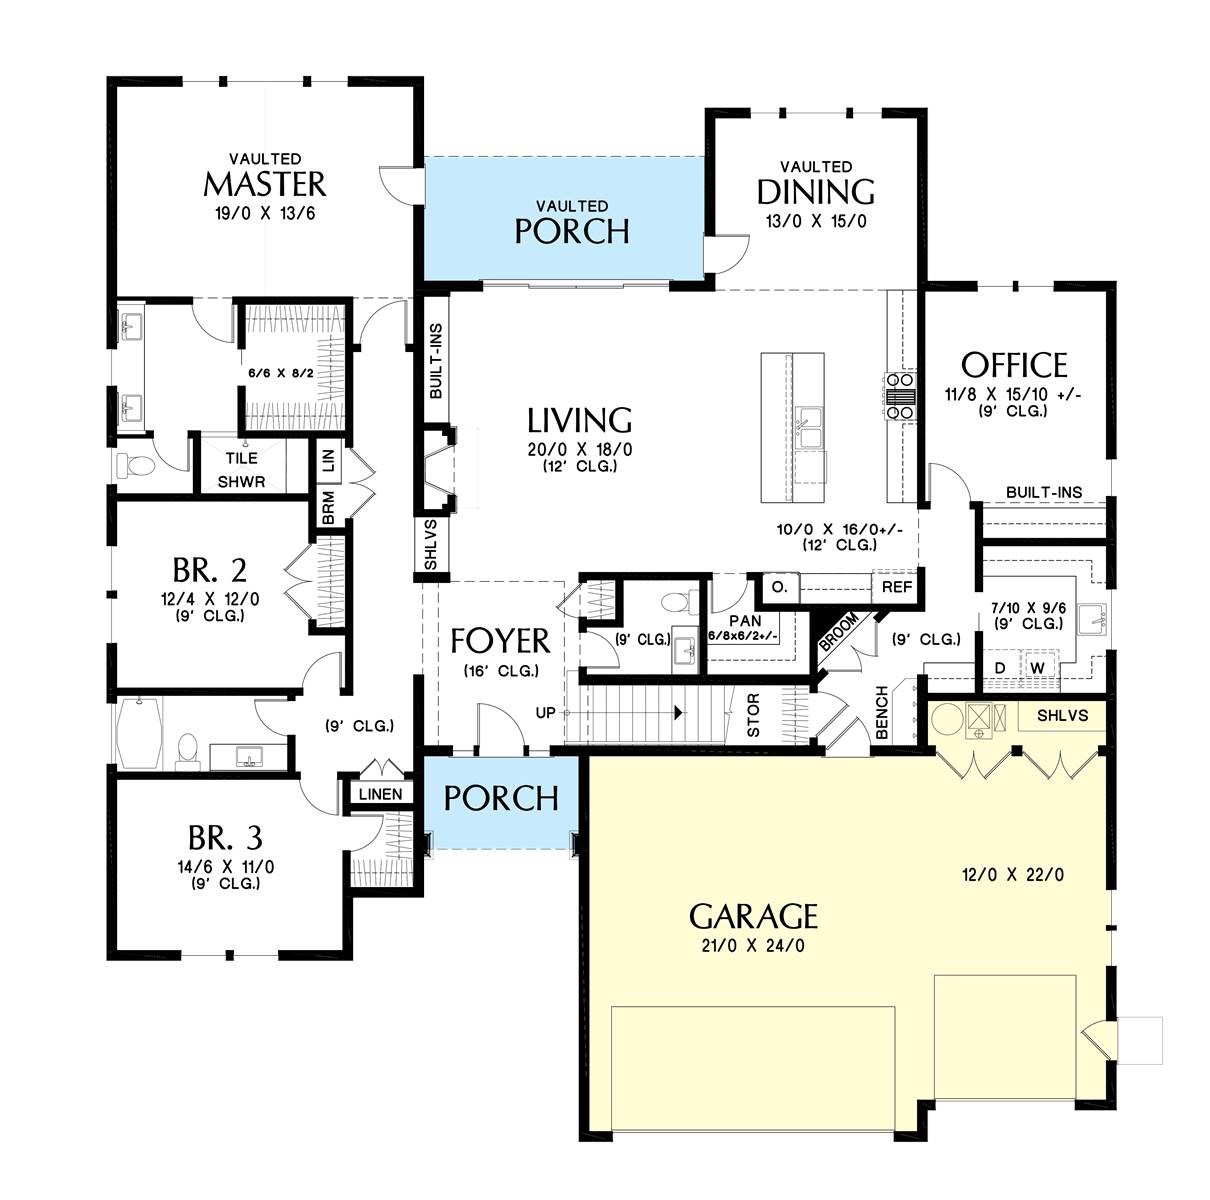 VAULTED
MASTER
19/0 X 13/6
VAULTED
PORCH
VAULTED
DINING
13/0 X 15/0
6/6 X 8/2
BUILT-INS
LIVING
20/0 X 18/0
(12' CLG.)
OFFICE
11/8 X 15/10 +/-
(9' CLG.)
BUILT-INS
TILE
SHWR
LIN
BRM
SHLVS
10/0 X 16/0+/-
(12' CLG.)
BR. 2
12/4 X 12/0
(9' CLG.)
O.
REF
FOYER
(16' CLG.)
(9' CLG.)
PAN
6/8x6/2+/-
BROOM
(9' CLG.)
7/10 X 9/6
(9' CLG.)
D
W
UP
STOR
BENCH
SHLVS
(9' CLG.)
LINEN
PORCH
BR. 3
14/6 X 11/0
(9' CLG.)
12/0 X 22/0
GARAGE
21/0 X 24/0